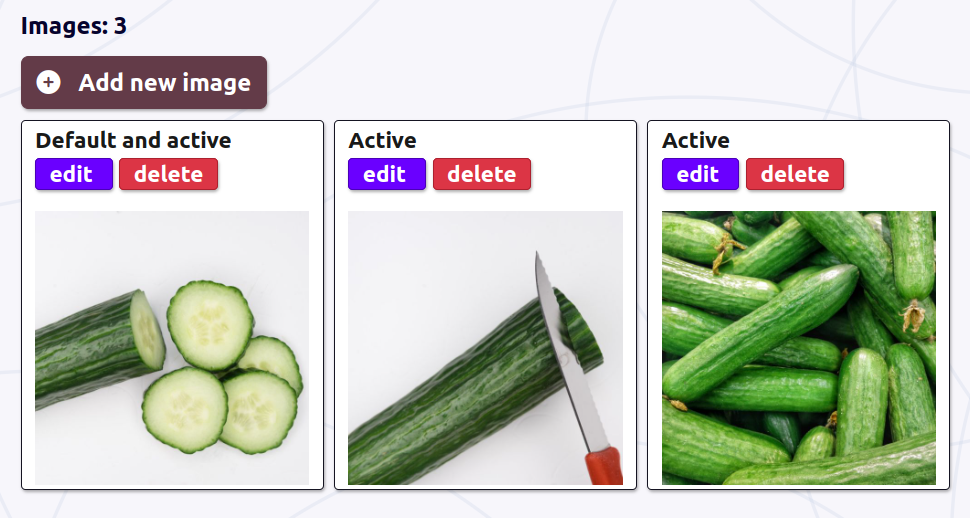 Images: 3
Add new image
Default and active
edit delete
Active
edit delete
Active
edit delete